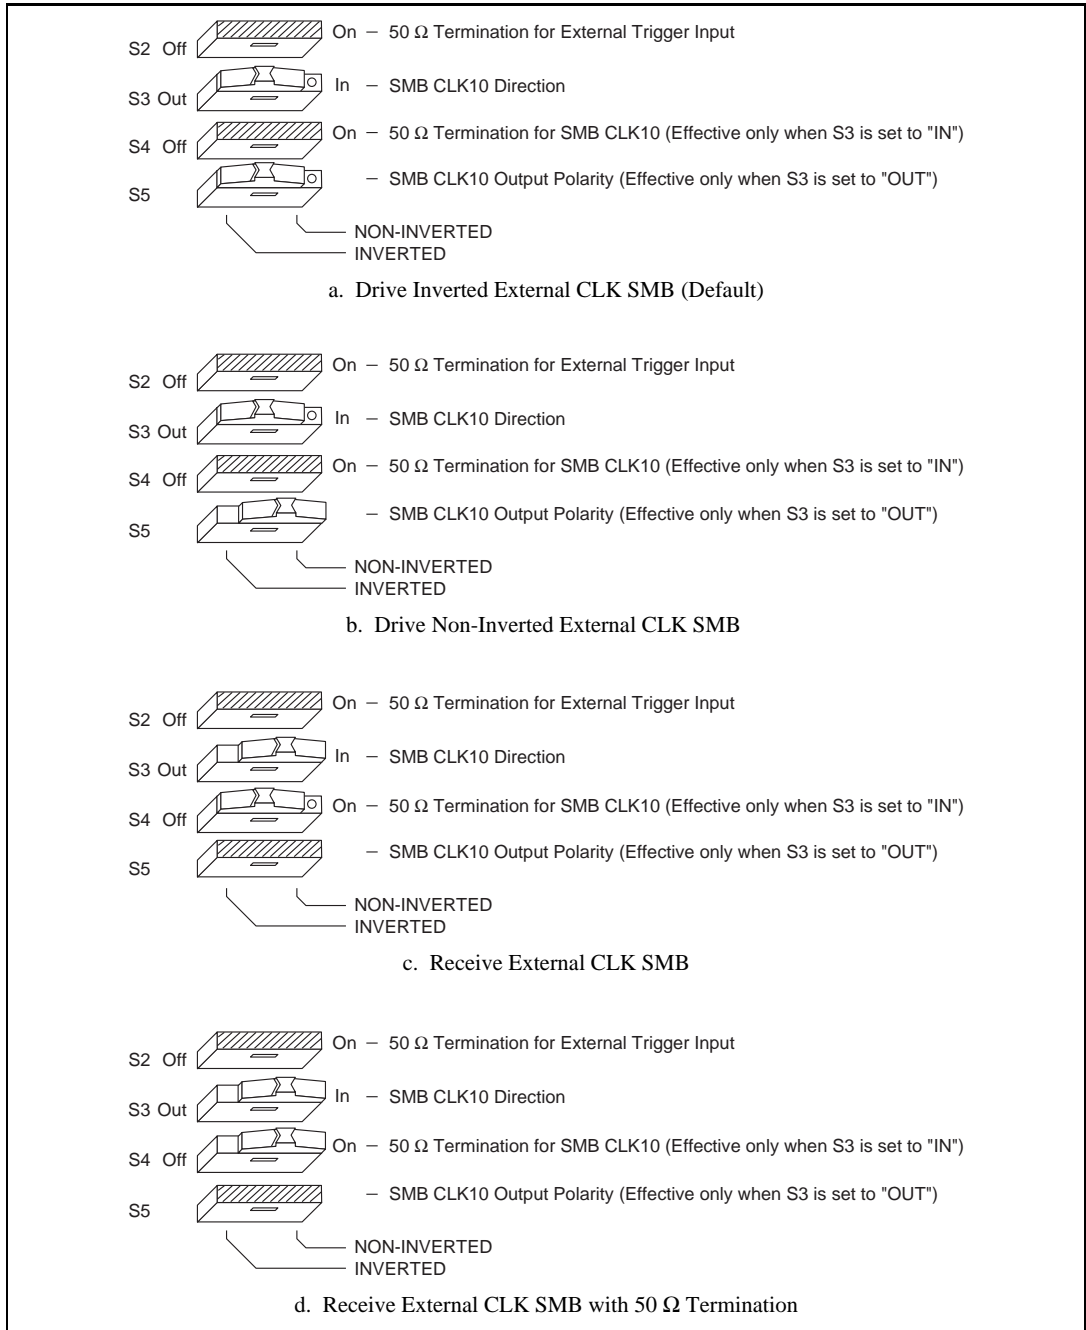 S2 Off On – 50 Ω Termination for External Trigger Input
S3 Out In – SMB CLK10 Direction
S4 Off On – 50 Ω Termination for SMB CLK10 (Effective only when S3 is set to "IN")
S5 – SMB CLK10 Output Polarity (Effective only when S3 is set to "OUT")
NON-INVERTED
INVERTED
a. Drive Inverted External CLK SMB (Default)
S2 Off On – 50 Ω Termination for External Trigger Input
S3 Out In – SMB CLK10 Direction
S4 Off On – 50 Ω Termination for SMB CLK10 (Effective only when S3 is set to "IN")
S5 – SMB CLK10 Output Polarity (Effective only when S3 is set to "OUT")
NON-INVERTED
INVERTED
b. Drive Non-Inverted External CLK SMB
S2 Off On – 50 Ω Termination for External Trigger Input
S3 Out In – SMB CLK10 Direction
S4 Off On – 50 Ω Termination for SMB CLK10 (Effective only when S3 is set to "IN")
S5 – SMB CLK10 Output Polarity (Effective only when S3 is set to "OUT")
NON-INVERTED
INVERTED
c. Receive External CLK SMB
S2 Off On – 50 Ω Termination for External Trigger Input
S3 Out In – SMB CLK10 Direction
S4 Off On – 50 Ω Termination for SMB CLK10 (Effective only when S3 is set to "IN")
S5 – SMB CLK10 Output Polarity (Effective only when S3 is set to "OUT")
NON-INVERTED
INVERTED
d. Receive External CLK SMB with 50 Ω Termination